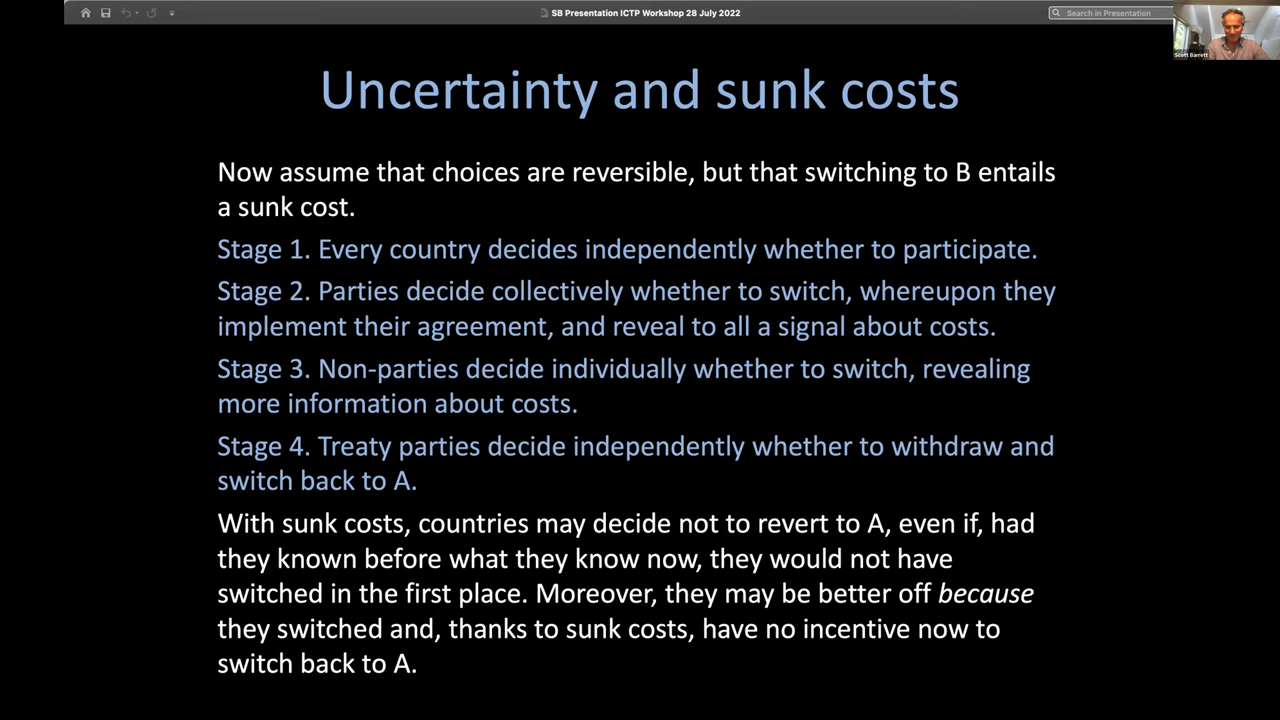 SB Presentation ICTP Workshop 28 July 2022
Search in Presentation
Scott Barrett
Uncertainty and sunk costs
Now assume that choices are reversible, but that switching to B entails
a sunk cost.
Stage 1. Every country decides independently whether to participate.
Stage 2. Parties decide collectively whether to switch, whereupon they
implement their agreement, and reveal to all a signal about costs.
Stage 3. Non-parties decide individually whether to switch, revealing
more information about costs.
Stage 4. Treaty parties decide independently whether to withdraw and
switch back to A.
With sunk costs, countries may decide not to revert to A, even if, had
they known before what they know now, they would not have
switched in the first place. Moreover, they may be better off because
they switched and, thanks to sunk costs, have no incentive now to
switch back to A.